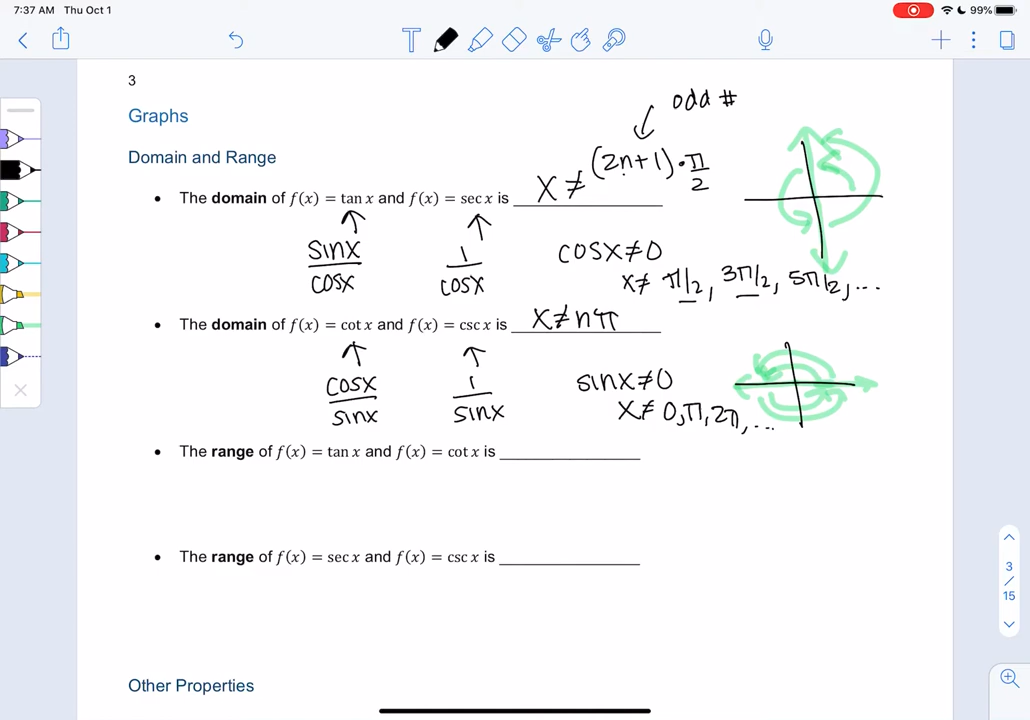 7:37 AM Thu Oct 1
99%
T
3
Graphs
odd #
Domain and Range
• The domain of f(x) = tan x and f(x) = sec x is x ≠ (2n+1)·π/2
sinx/cosx 1/cosx cosx≠0
x≠ π/2, 3π/2, 5π/2, ...
• The domain of f(x) = cot x and f(x) = csc x is x≠nπ
cosx/sinx 1/sinx sinx≠0
x≠ 0,π,2π, ...
• The range of f(x) = tan x and f(x) = cot x is ____________
• The range of f(x) = sec x and f(x) = csc x is ____________
3
/
15
Other Properties